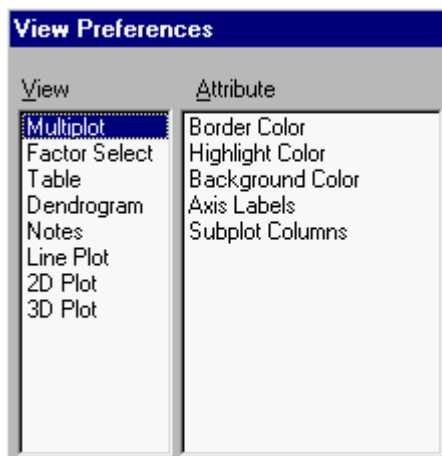 View Preferences
View
Attribute
Multiplot
Factor Select
Table
Dendrogram
Notes
Line Plot
2D Plot
3D Plot
Border Color
Highlight Color
Background Color
Axis Labels
Subplot Columns